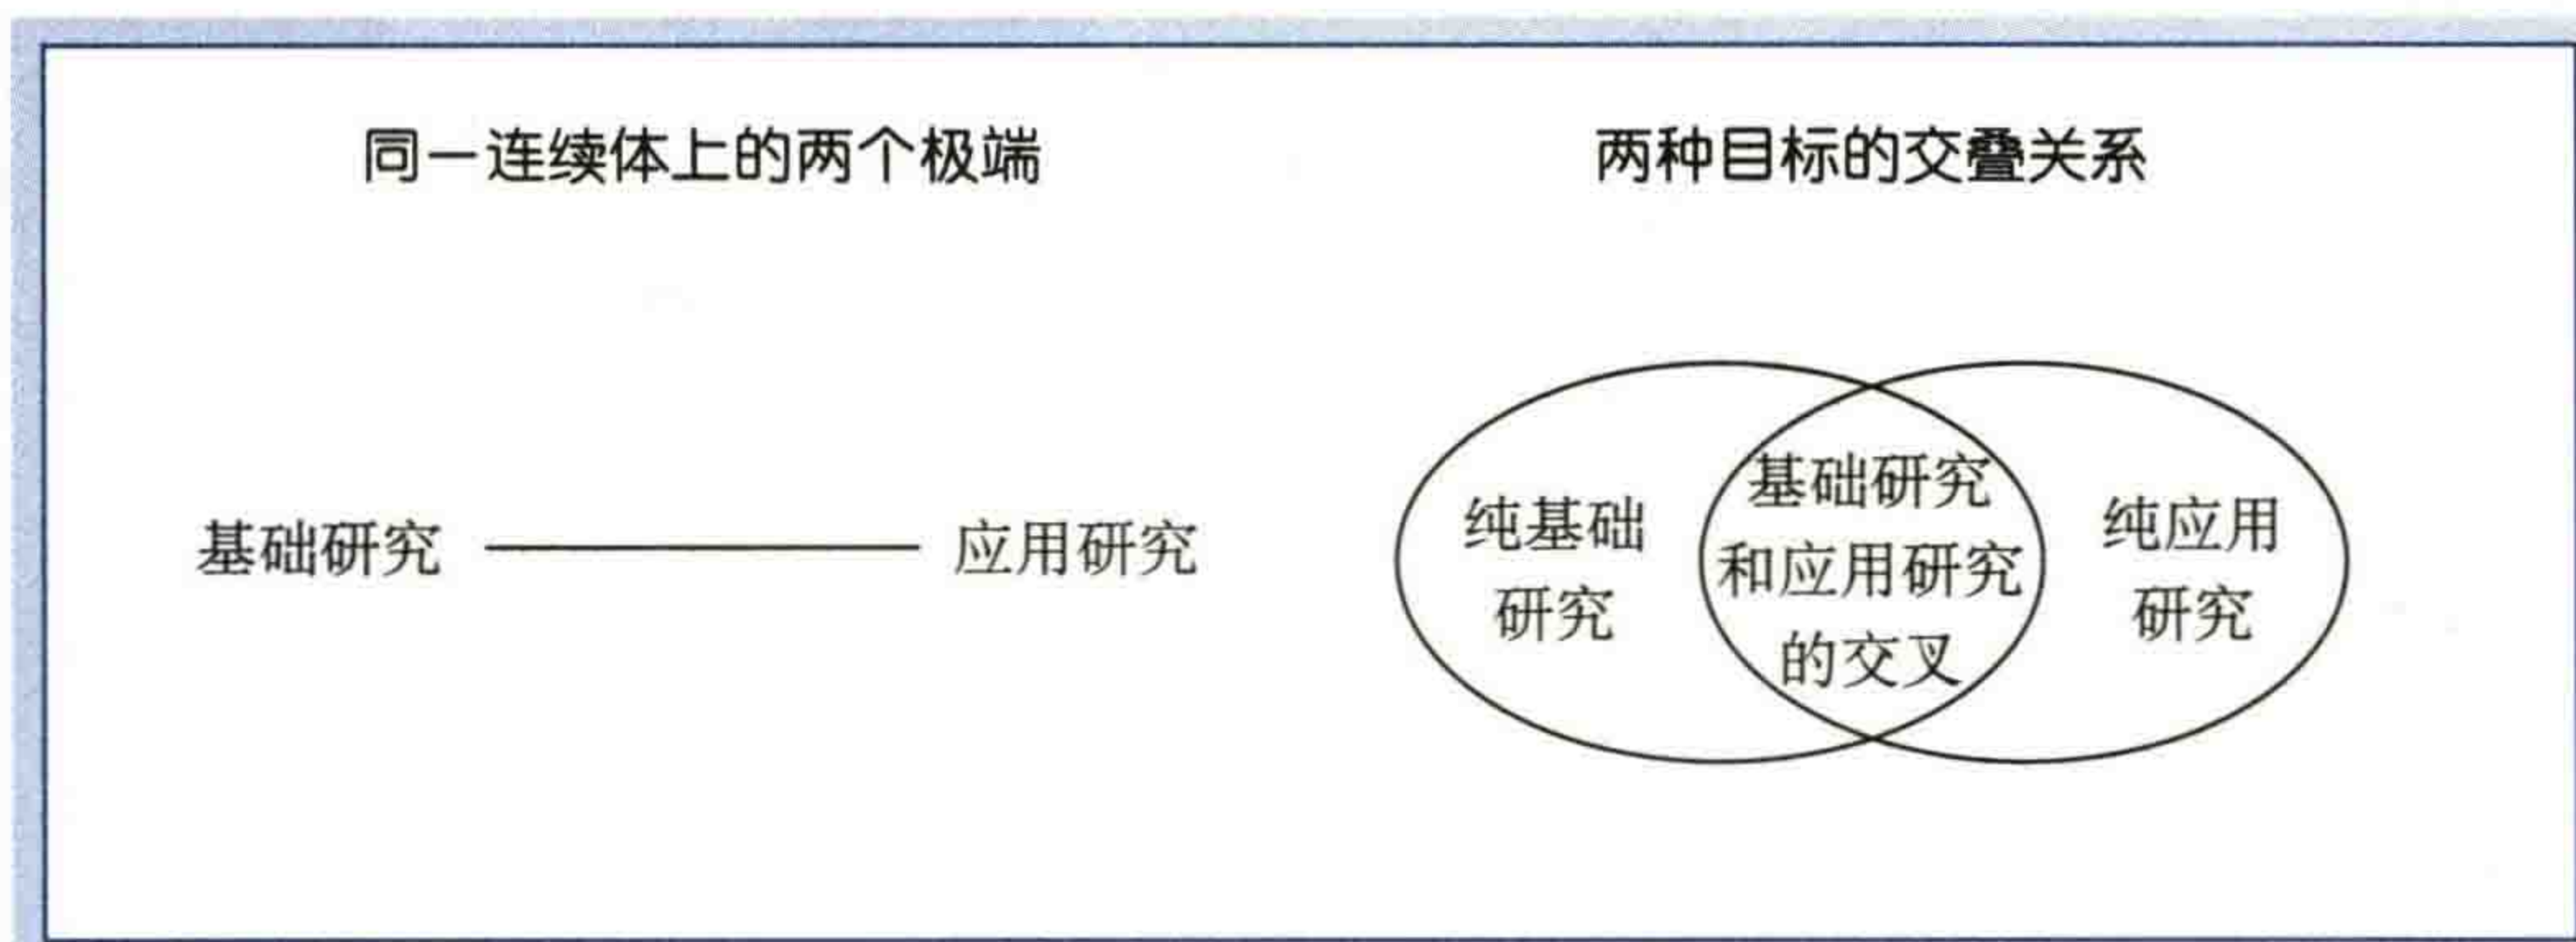 同一连续体上的两个极端
两种目标的交叠关系
基础研究
应用研究
纯基础
研究
基础研究
和应用研究
的交叉
纯应用
研究